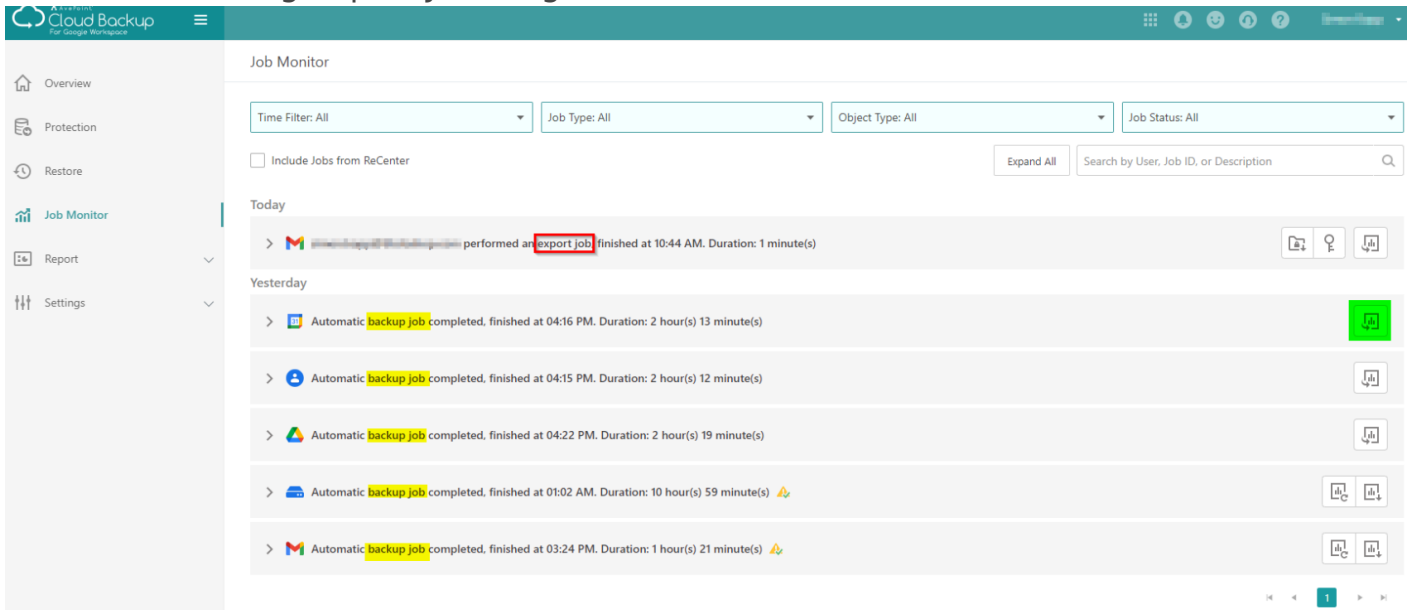 AvePoint
Cloud Backup
For Google Workspace
Overview
Protection
Restore
Job Monitor
Report
Settings
Job Monitor
Time Filter: All
Job Type: All
Object Type: All
Job Status: All
Include Jobs from ReCenter
Expand All
Search by User, Job ID, or Description
Today
performed an export job, finished at 10:44 AM. Duration: 1 minute(s)
Yesterday
31 Automatic backup job completed, finished at 04:16 PM. Duration: 2 hour(s) 13 minute(s)
Automatic backup job completed, finished at 04:15 PM. Duration: 2 hour(s) 12 minute(s)
Automatic backup job completed, finished at 04:22 PM. Duration: 2 hour(s) 19 minute(s)
Automatic backup job completed, finished at 01:02 AM. Duration: 10 hour(s) 59 minute(s)
Automatic backup job completed, finished at 03:24 PM. Duration: 1 hour(s) 21 minute(s)
1